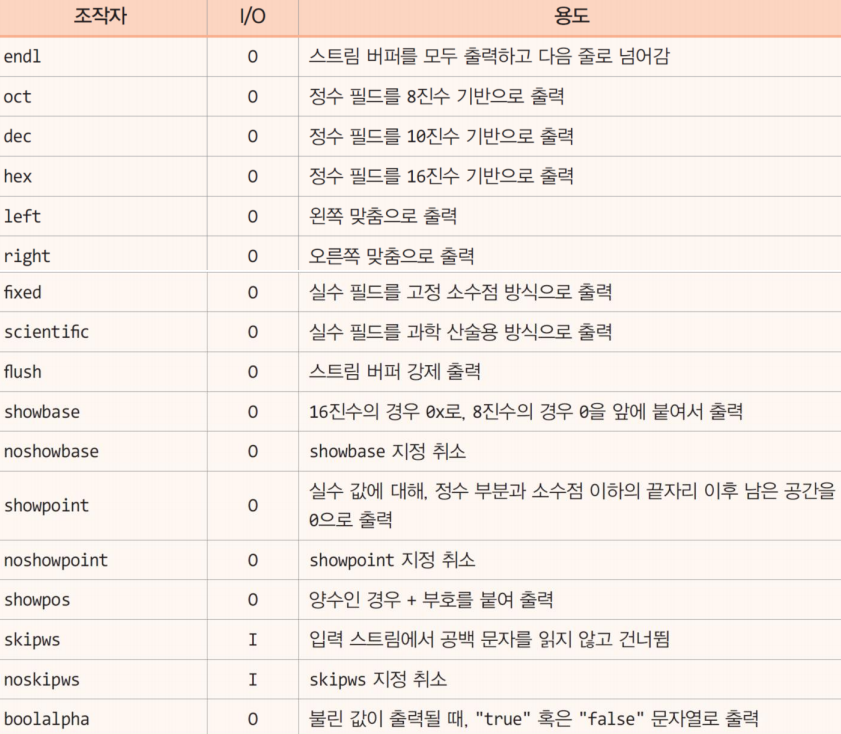 조작자 I/O 용도
endl O 스트림 버퍼를 모두 출력하고 다음 줄로 넘어감
oct O 정수 필드를 8진수 기반으로 출력
dec O 정수 필드를 10진수 기반으로 출력
hex O 정수 필드를 16진수 기반으로 출력
left O 왼쪽 맞춤으로 출력
right O 오른쪽 맞춤으로 출력
fixed O 실수 필드를 고정 소수점 방식으로 출력
scientific O 실수 필드를 과학 산술용 방식으로 출력
flush O 스트림 버퍼 강제 출력
showbase O 16진수의 경우 0x로, 8진수의 경우 0을 앞에 붙여서 출력
noshowbase O showbase 지정 취소
showpoint O 실수 값에 대해, 정수 부분과 소수점 이하의 끝자리 이후 남은 공간을
0으로 출력
noshowpoint O showpoint 지정 취소
showpos O 양수인 경우 + 부호를 붙여 출력
skipws I 입력 스트림에서 공백 문자를 읽지 않고 건너뜀
noskipws I skipws 지정 취소
boolalpha O 불린 값이 출력될 때, "true" 혹은 "false" 문자열로 출력